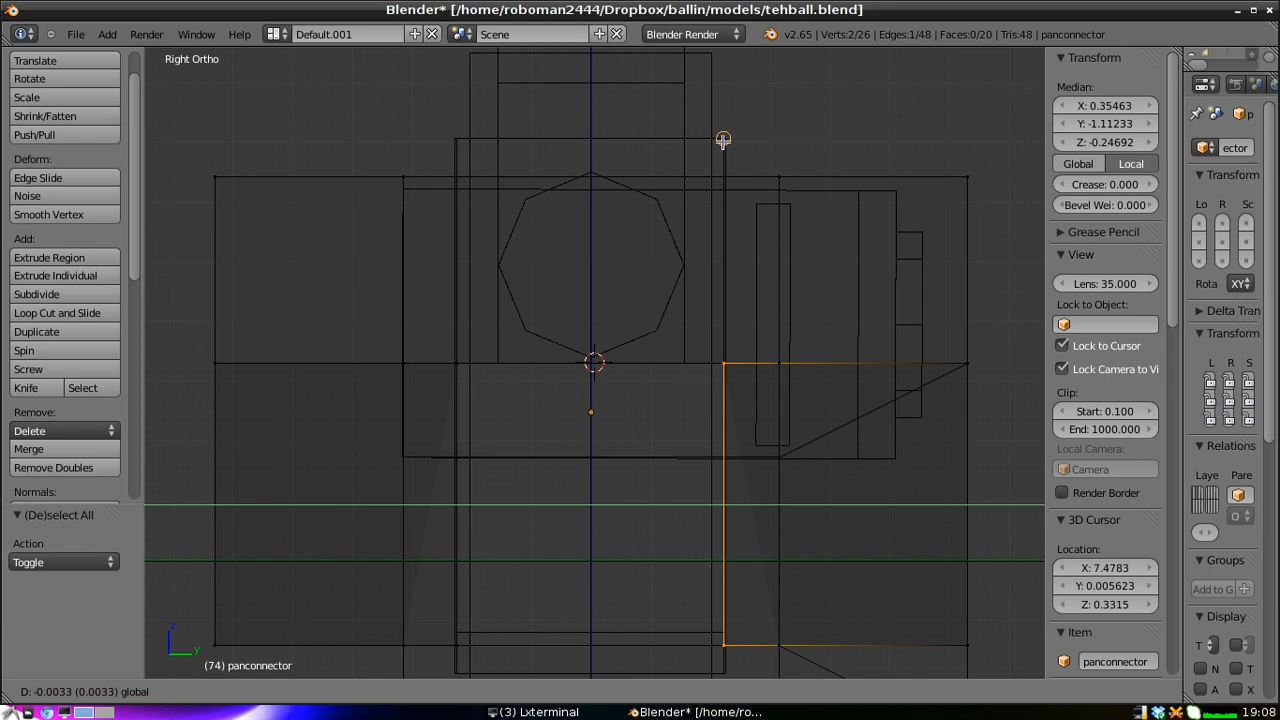 Blender* [/home/roboman2444/Dropbox/ballin/models/tehball.blend]
File Add Render Window Help Default.001 Scene Blender Render v2.65 | Verts:2/26 | Edges:1/48 | Faces:0/20 | Tris:48 | panconnector
Translate
Rotate
Scale
Shrink/Fatten
Push/Pull
Deform:
Edge Slide
Noise
Smooth Vertex
Add:
Extrude Region
Extrude Individual
Subdivide
Loop Cut and Slide
Duplicate
Spin
Screw
Knife Select
Remove:
Delete
Merge
Remove Doubles
Normals:
(De)select All
Action
Toggle
Right Ortho
z
y
(74) panconnector
D: -0.0033 (0.0033) global
Transform
Median:
X: 0.35463
Y: -1.11233
Z: -0.24692
Global Local
Crease: 0.000
Bevel Wei: 0.000
Grease Pencil
View
Lens: 35.000
Lock to Object:
Lock to Cursor
Lock Camera to Vi
Clip:
Start: 0.100
End: 1000.000
Local Camera:
Camera
Render Border
3D Cursor
Location:
X: 7.4783
Y: 0.005623
Z: 0.3315
Item
panconnector
p
ector
Transform
Lo R Sc
Rota XY
Delta Tran
Transform
L R S
Relations
Laye Pare
O
Groups
Add to G
Display
T
N T
A X
(3) Lxterminal Blender* [/home/ro... 19:08